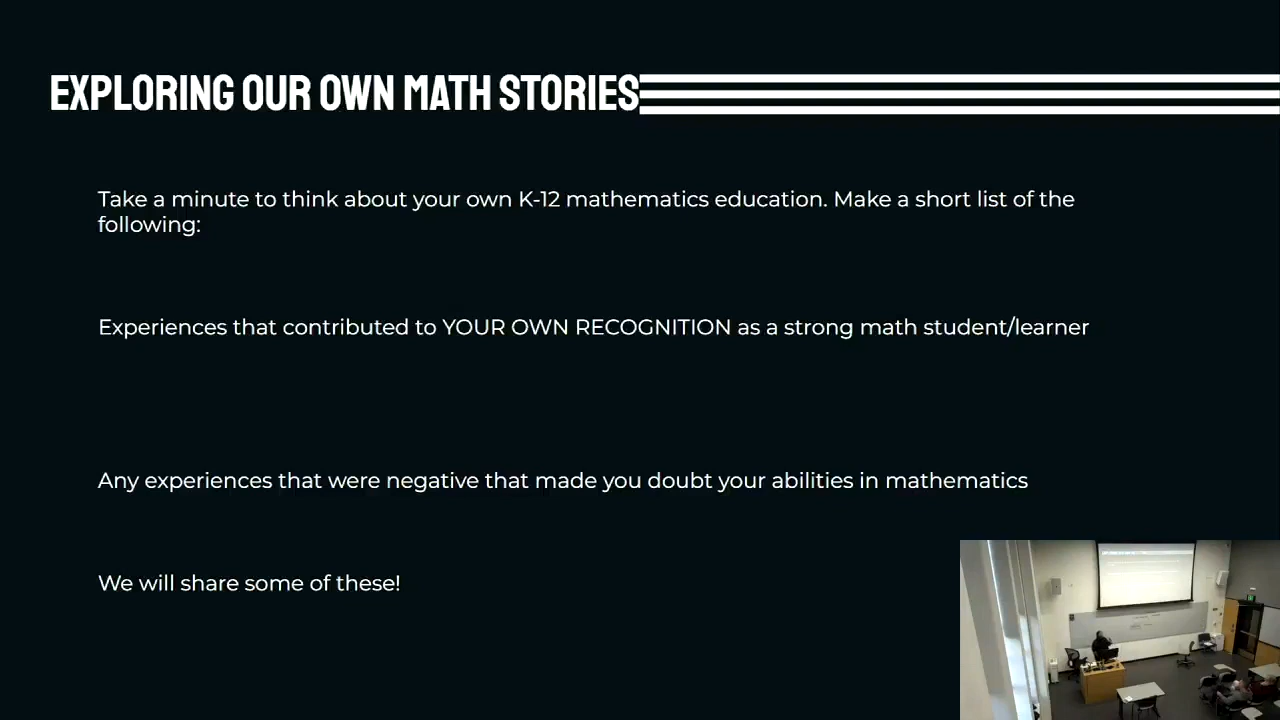 EXPLORING OUR OWN MATH STORIES
Take a minute to think about your own K-12 mathematics education. Make a short list of the
following:
Experiences that contributed to YOUR OWN RECOGNITION as a strong math student/learner
Any experiences that were negative that made you doubt your abilities in mathematics
We will share some of these!